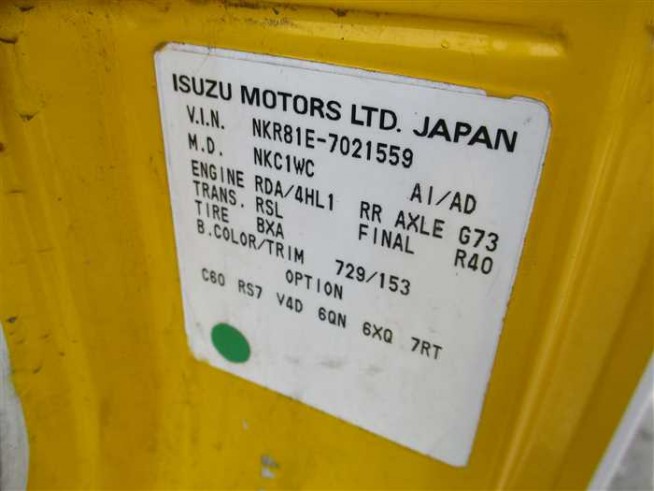 ISUZU MOTORS LTD. JAPAN
V.I.N. NKR81E-7021559
M.D. NKC1WC AI/AD
ENGINE RDA/4HL1 RR AXLE G73
TRANS. RSL FINAL R40
TIRE BXA
B.COLOR/TRIM 729/153
OPTION
C60 RS7 V4D 6QN 6XQ 7RT